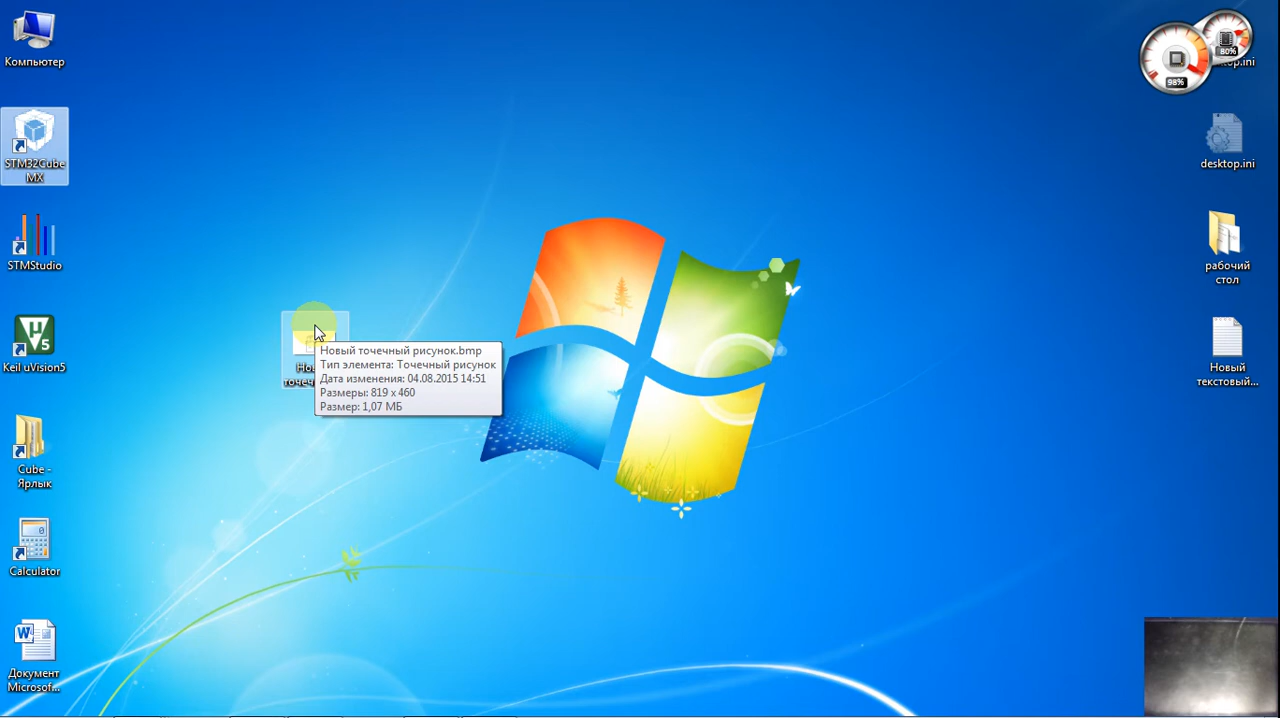 Компьютер
STM32Cube
MX
STMStudio
Keil uVision5
Cube -
Ярлык
Calculator
Документ
Microsof...
Новый точечный рисунок.bmp
Тип элемента: Точечный рисунок
Дата изменения: 04.08.2015 14:51
Размеры: 819 x 460
Размер: 1,07 МБ
80%
98%
desktop.ini
рабочий
стол
Новый
текстовый...